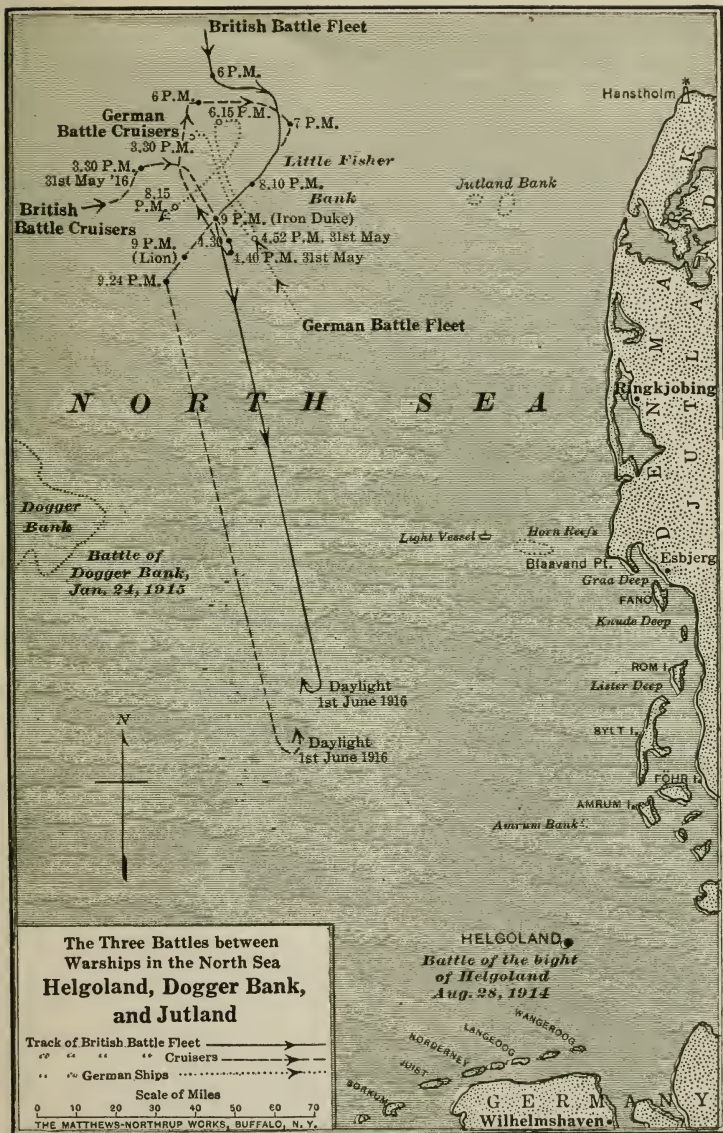 British Battle Fleet
6 P.M.
6 P.M.
6.15 P.M.
German
Battle Cruisers
7 P.M.
3.30 P.M.
Hanstholm
3.30 P.M.
31st May '16
Little Fisher
Bank
8.10 P.M.
Jutland Bank
8.15
P.M.
British
Battle Cruisers
9 P.M. (Iron Duke)
9 P.M.
(Lion)
4.30
4.52 P.M. 31st May
4.40 P.M. 31st May
9.24 P.M.
German Battle Fleet
NORTH SEA
DENMARK
JUTLAND
Ringkjobing
Dogger
Bank
Battle of
Dogger Bank,
Jan. 24, 1915
Light Vessel
Horn Reefs
Blaavand Pt.
Esbjerg
Graa Deep
FANO
Knude Deep
ROM I.
Lister Deep
Daylight
1st June 1916
SYLT I.
N
Daylight
1st June 1916
FÖHR I.
AMRUM I.
Amrum Bank
HELGOLAND
Battle of the bight
of Helgoland
Aug. 28, 1914
WANGEROOG
LANGEOOG
NORDERNEY
JUIST
BORKUM
GERMANY
Wilhelmshaven
The Three Battles between
Warships in the North Sea
Helgoland, Dogger Bank,
and Jutland
Track of British Battle Fleet
" " " " Cruisers
" " German Ships
Scale of Miles
0 10 20 30 40 50 60 70
THE MATTHEWS-NORTHRUP WORKS, BUFFALO, N. Y.